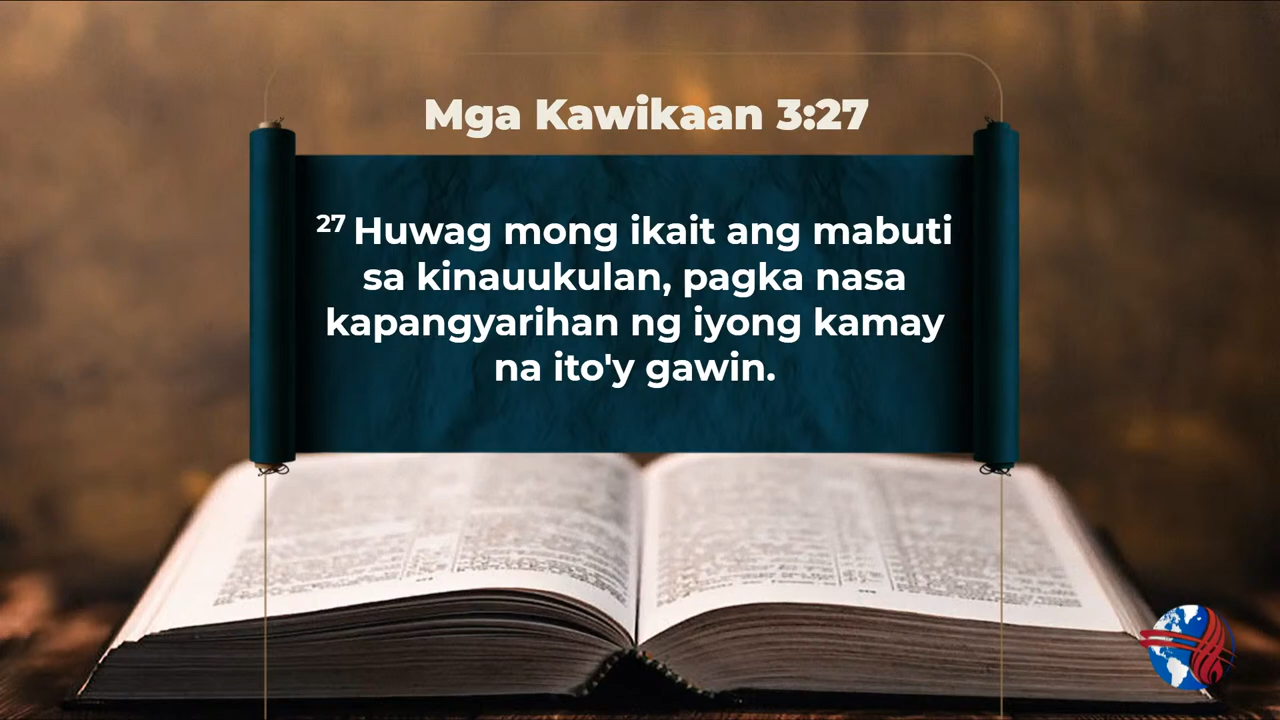 Mga Kawikaan 3:27
27 Huwag mong ikait ang mabuti
sa kinauukulan, pagka nasa
kapangyarihan ng iyong kamay
na ito'y gawin.